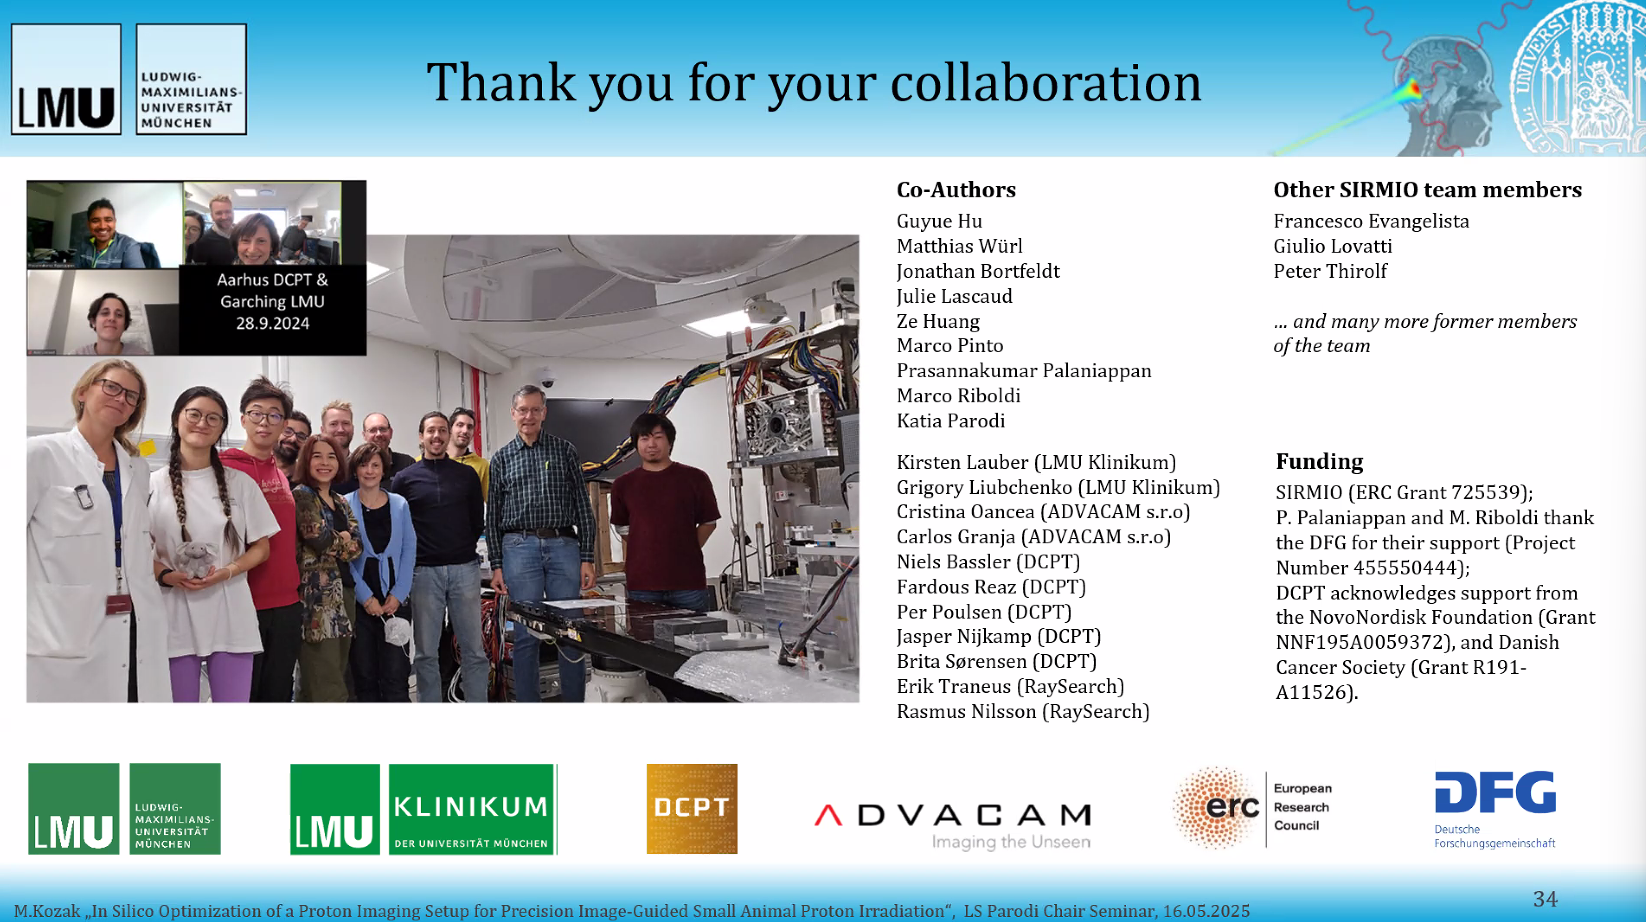 LMU
LUDWIG-
MAXIMILIANS-
UNIVERSITÄT
MÜNCHEN
Thank you for your collaboration
Aarhus DCPT &
Garching LMU
28.9.2024
Co-Authors
Guyue Hu
Matthias Würl
Jonathan Bortfeldt
Julie Lascaud
Ze Huang
Marco Pinto
Prasannakumar Palaniappan
Marco Riboldi
Katia Parodi
Kirsten Lauber (LMU Klinikum)
Grigory Liubchenko (LMU Klinikum)
Cristina Oancea (ADVACAM s.r.o)
Carlos Granja (ADVACAM s.r.o)
Niels Bassler (DCPT)
Fardous Reaz (DCPT)
Per Poulsen (DCPT)
Jasper Nijkamp (DCPT)
Brita Sørensen (DCPT)
Erik Traneus (RaySearch)
Rasmus Nilsson (RaySearch)
Other SIRMIO team members
Francesco Evangelista
Giulio Lovatti
Peter Thirolf
... and many more former members
of the team
Funding
SIRMIO (ERC Grant 725539);
P. Palaniappan and M. Riboldi thank
the DFG for their support (Project
Number 455550444);
DCPT acknowledges support from
the NovoNordisk Foundation (Grant
NNF195A0059372), and Danish
Cancer Society (Grant R191-
A11526).
LMU
LUDWIG-
MAXIMILIANS-
UNIVERSITÄT
MÜNCHEN
LMU
KLINIKUM
DER UNIVERSITÄT MÜNCHEN
DCPT
ADVACAM
Imaging the Unseen
erc
European
Research
Council
DFG
Deutsche
Forschungsgemeinschaft
M.Kozak „In Silico Optimization of a Proton Imaging Setup for Precision Image-Guided Small Animal Proton Irradiation“, LS Parodi Chair Seminar, 16.05.2025
34